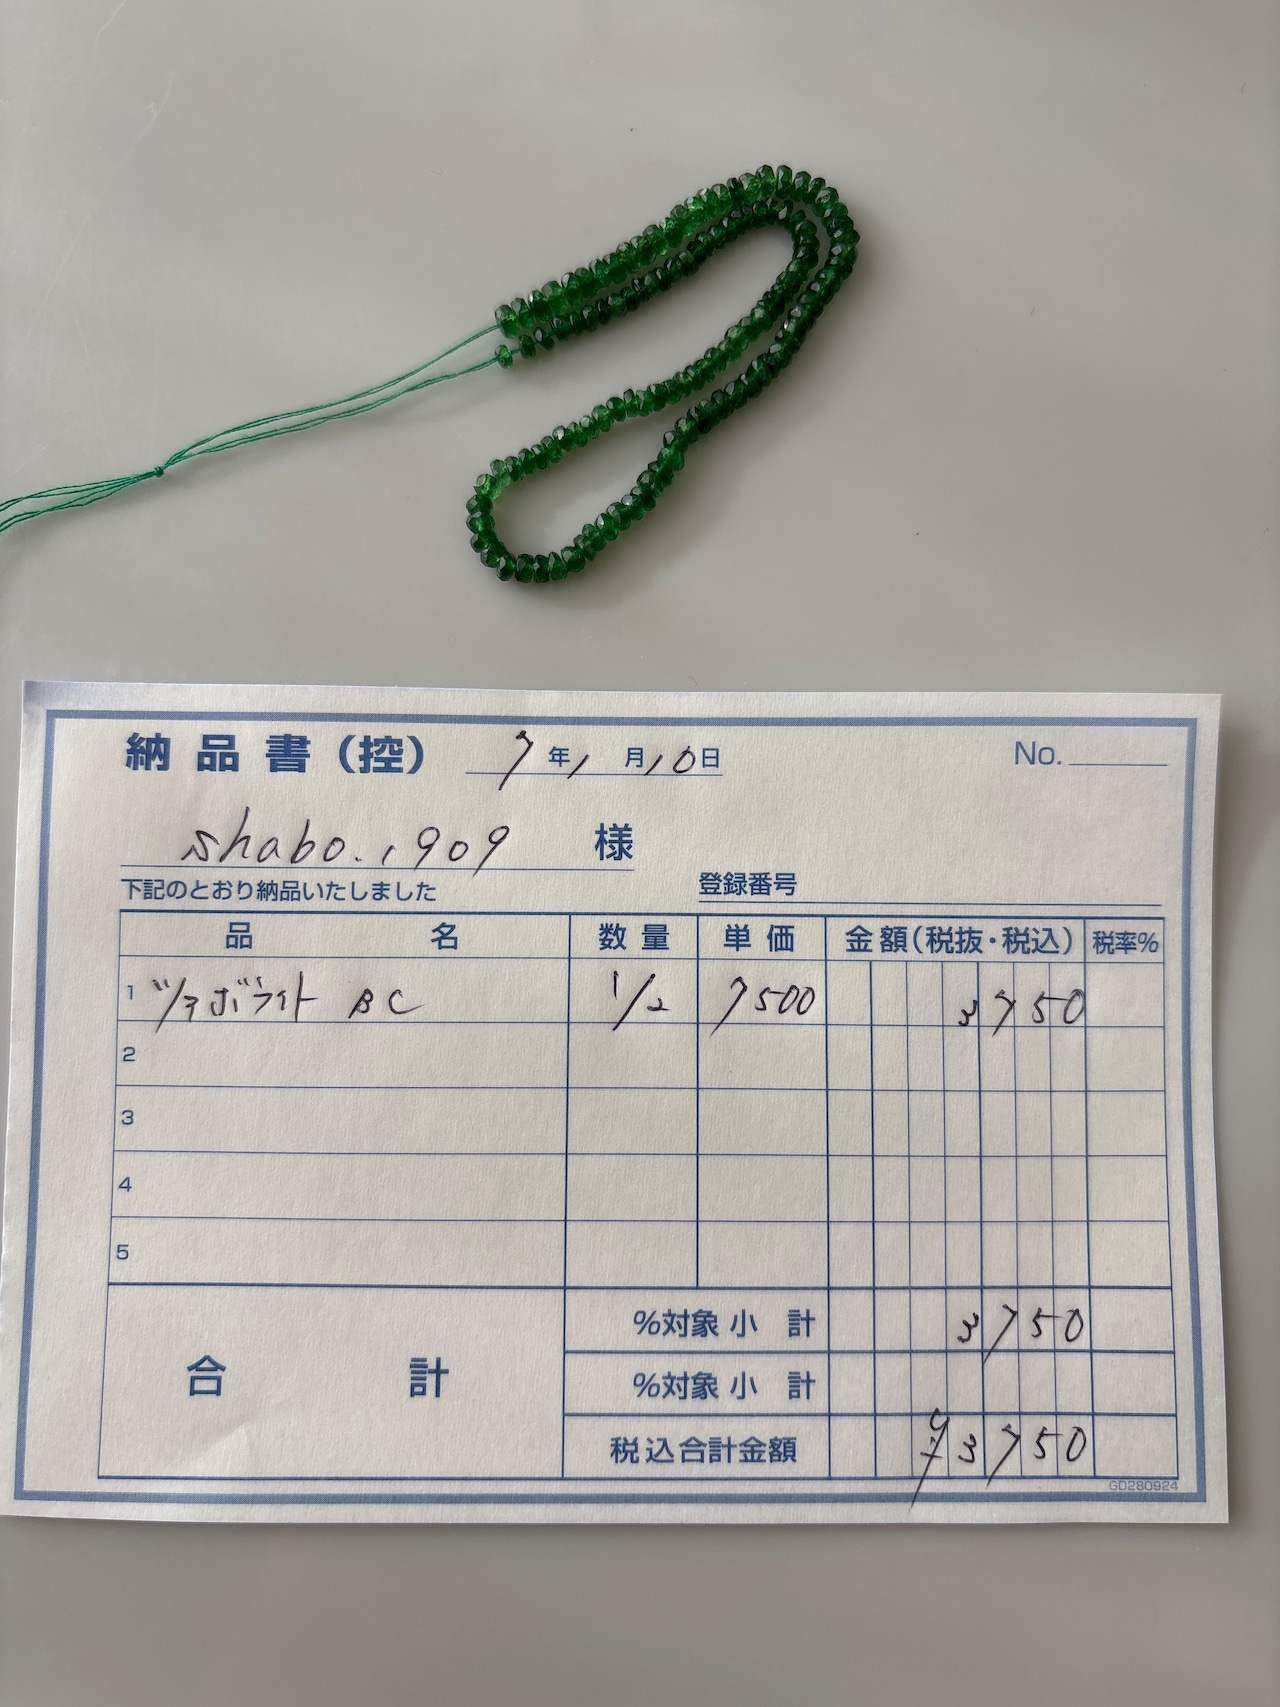 納品書(控) 7年1月10日 No.
shabo.1909 様
下記のとおり納品いたしました 登録番号
品名 数量 単価 金額(税抜・税込) 税率%
1 ツァボライト BC 1/2 7500 3750
2
3
4
5
%対象 小計 3750
合計 %対象 小計
税込合計金額 ¥3750
GD280924